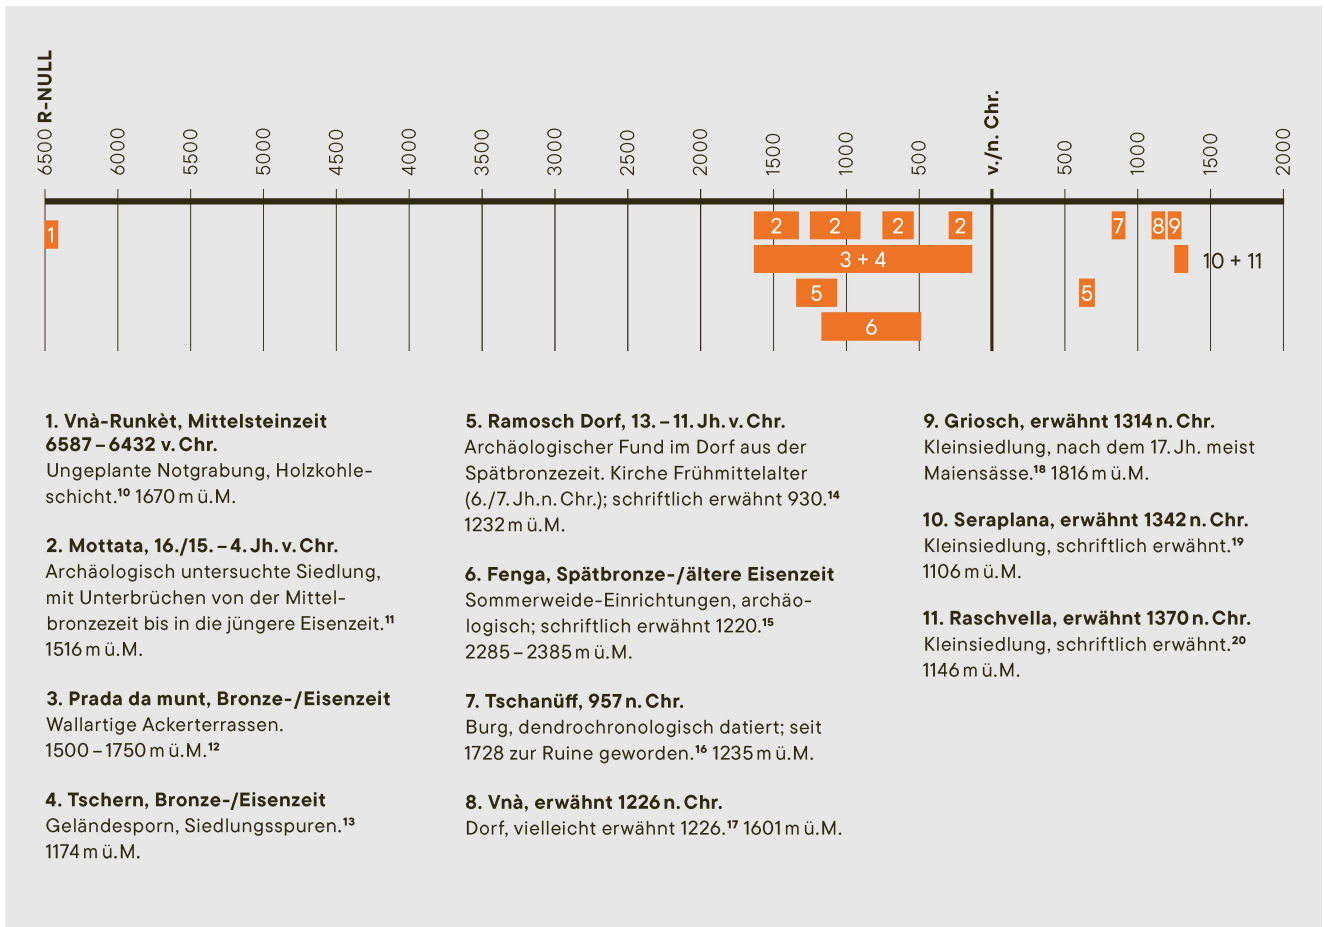 6500 R-NULL
6000
5500
5000
4500
4000
3500
3000
2500
2000
1500
1000
500
v./n. Chr.
500
1000
1500
2000
1
2
2
2
2
7
8
9
3 + 4
10 + 11
5
5
6
1. Vnà-Runkèt, Mittelsteinzeit
6587 – 6432 v. Chr.
Ungeplante Notgrabung, Holzkohle-
schicht.¹⁰ 1670 m ü.M.
2. Mottata, 16./15. – 4. Jh. v. Chr.
Archäologisch untersuchte Siedlung,
mit Unterbrüchen von der Mittel-
bronzezeit bis in die jüngere Eisenzeit.¹¹
1516 m ü.M.
3. Prada da munt, Bronze-/Eisenzeit
Wallartige Ackerterrassen.
1500 – 1750 m ü.M.¹²
4. Tschern, Bronze-/Eisenzeit
Geländesporn, Siedlungsspuren.¹³
1174 m ü.M.
5. Ramosch Dorf, 13. – 11. Jh. v. Chr.
Archäologischer Fund im Dorf aus der
Spätbronzezeit. Kirche Frühmittelalter
(6./7. Jh. n. Chr.); schriftlich erwähnt 930.¹⁴
1232 m ü.M.
6. Fenga, Spätbronze-/ältere Eisenzeit
Sommerweide-Einrichtungen, archäo-
logisch; schriftlich erwähnt 1220.¹⁵
2285 – 2385 m ü.M.
7. Tschanüff, 957 n. Chr.
Burg, dendrochronologisch datiert; seit
1728 zur Ruine geworden.¹⁶ 1235 m ü.M.
8. Vnà, erwähnt 1226 n. Chr.
Dorf, vielleicht erwähnt 1226.¹⁷ 1601 m ü.M.
9. Griosch, erwähnt 1314 n. Chr.
Kleinsiedlung, nach dem 17. Jh. meist
Maiensässe.¹⁸ 1816 m ü.M.
10. Seraplana, erwähnt 1342 n. Chr.
Kleinsiedlung, schriftlich erwähnt.¹⁹
1106 m ü.M.
11. Raschvella, erwähnt 1370 n. Chr.
Kleinsiedlung, schriftlich erwähnt.²⁰
1146 m ü.M.